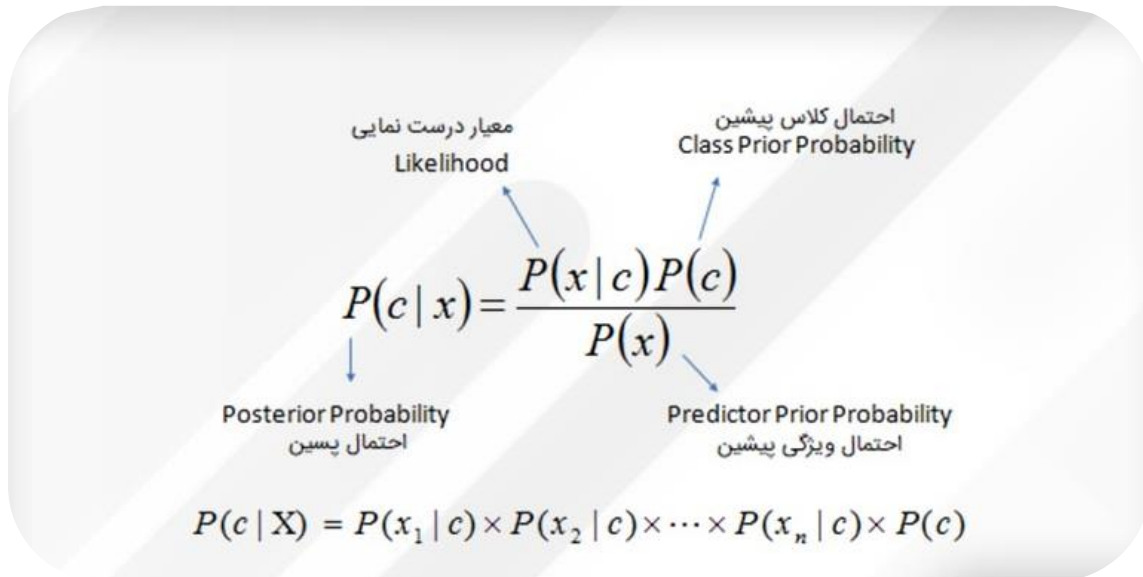 معیار درست نمایی
Likelihood
احتمال کلاس پیشین
Class Prior Probability
P(c | x) = P(x | c) P(c) / P(x)
Posterior Probability
احتمال پسین
Predictor Prior Probability
احتمال ویژگی پیشین
P(c | X) = P(x₁ | c) × P(x₂ | c) × ⋯ × P(xₙ | c) × P(c)